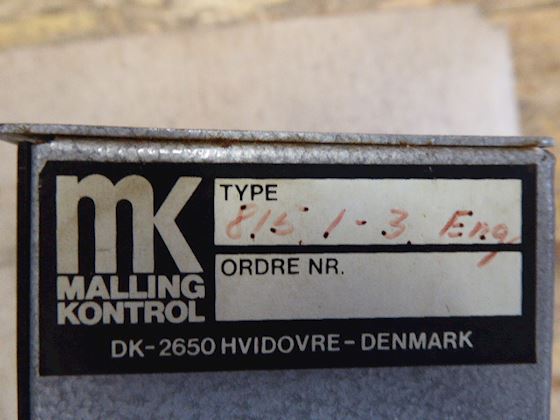 mK
MALLING
KONTROL
TYPE
815.1-3 Eng.
ORDRE NR.
DK-2650 HVIDOVRE-DENMARK